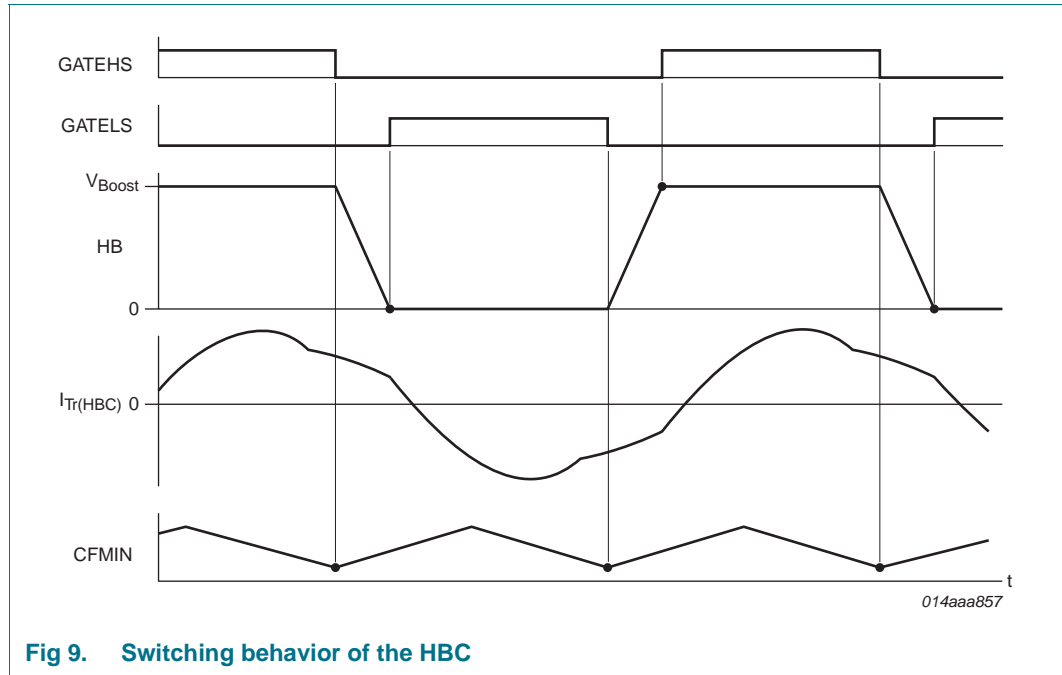 GATEHS
GATELS
VBoost
HB
0
ITr(HBC) 0
CFMIN
t
014aaa857
Fig 9. Switching behavior of the HBC